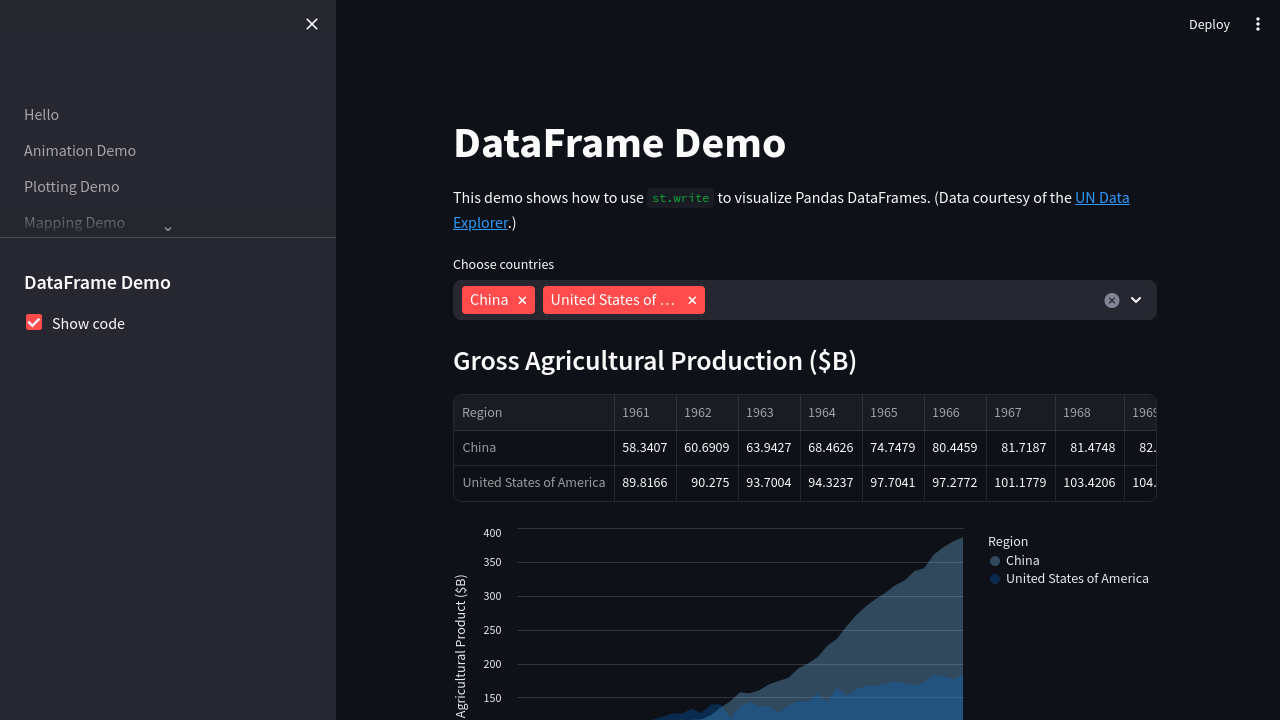 Deploy
Hello
Animation Demo
Plotting Demo
Mapping Demo
DataFrame Demo
Show code
DataFrame Demo
This demo shows how to use st.write to visualize Pandas DataFrames. (Data courtesy of the UN Data
Explorer.)
Choose countries
China United States of ...
Gross Agricultural Production ($B)
Region 1961 1962 1963 1964 1965 1966 1967 1968 1969
China 58.3407 60.6909 63.9427 68.4626 74.7479 80.4459 81.7187 81.4748 82.
United States of America 89.8166 90.275 93.7004 94.3237 97.7041 97.2772 101.1779 103.4206 104.
400
350
300
250
200
150
Agricultural Product ($B)
Region
China
United States of America